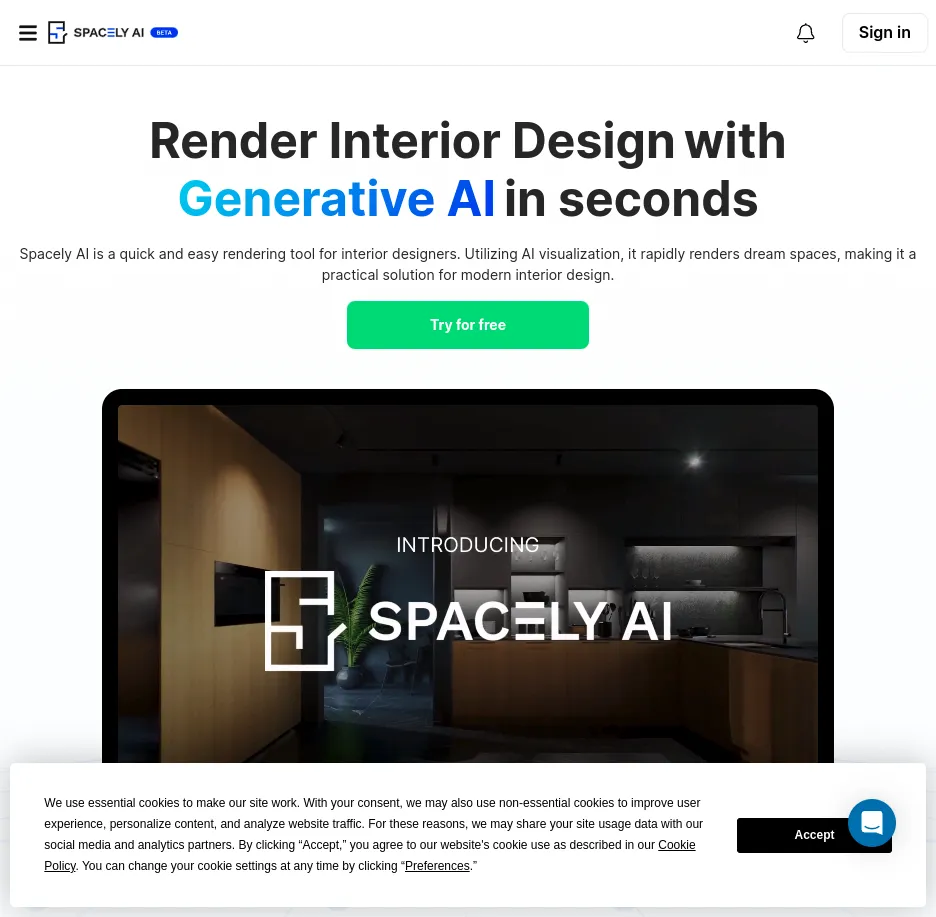 SPACELY AI BETA
Sign in
Render Interior Design with
Generative AI in seconds
Spacely AI is a quick and easy rendering tool for interior designers. Utilizing AI visualization, it rapidly renders dream spaces, making it a
practical solution for modern interior design.
Try for free
INTRODUCING
SPACELY AI
We use essential cookies to make our site work. With your consent, we may also use non-essential cookies to improve user
experience, personalize content, and analyze website traffic. For these reasons, we may share your site usage data with our
social media and analytics partners. By clicking “Accept,” you agree to our website's cookie use as described in our Cookie
Policy. You can change your cookie settings at any time by clicking “Preferences.”
Accept